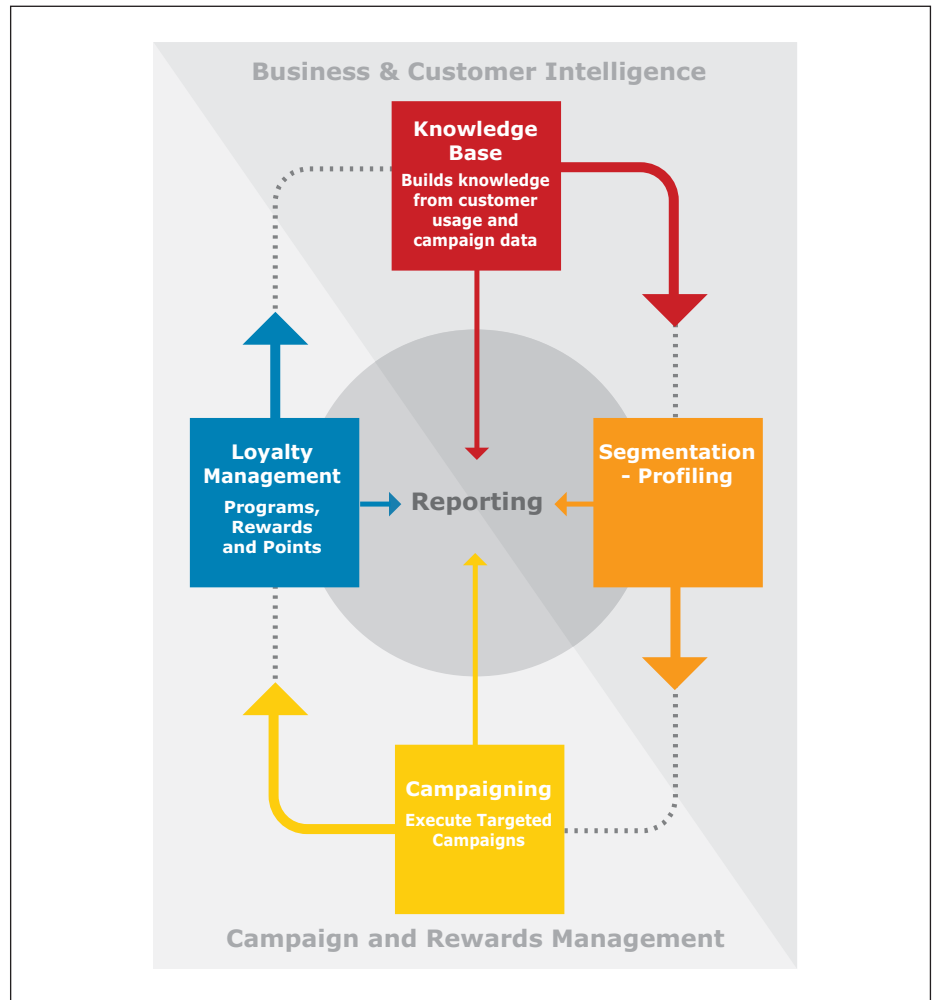 Business & Customer Intelligence
Knowledge
Base
Builds knowledge
from customer
usage and
campaign data
Loyalty
Management
Programs,
Rewards
and Points
Reporting
Segmentation
- Profiling
Campaigning
Execute Targeted
Campaigns
Campaign and Rewards Management